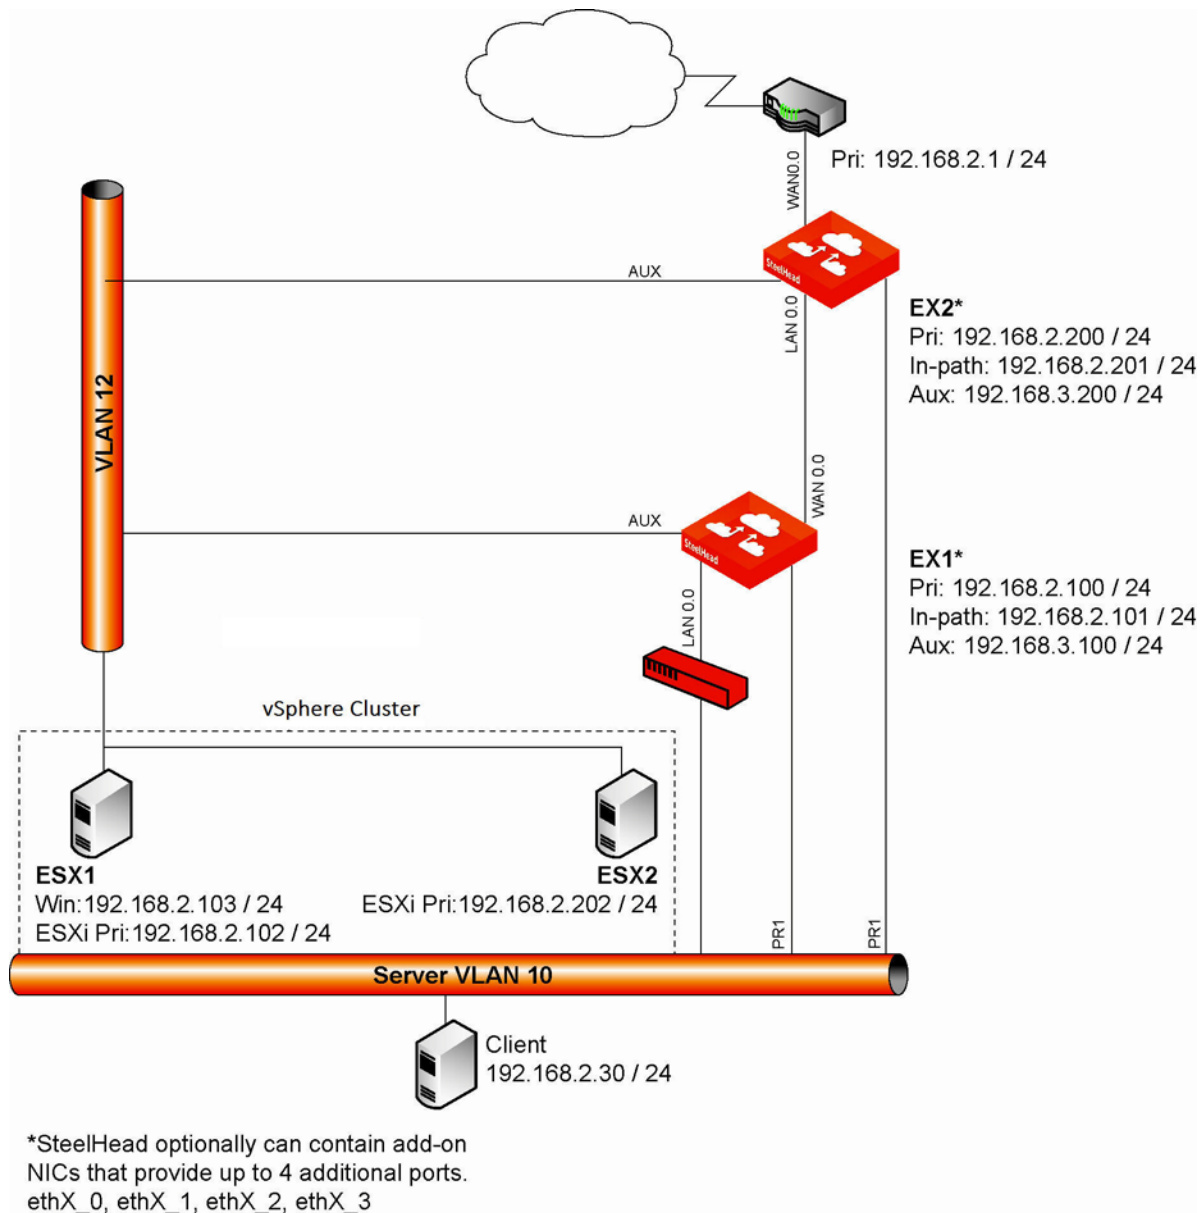 Pri: 192.168.2.1 / 24
WAN0.0
SteelHead
AUX
LAN 0.0
EX2*
Pri: 192.168.2.200 / 24
In-path: 192.168.2.201 / 24
Aux: 192.168.3.200 / 24
VLAN 12
WAN 0.0
AUX
SteelHead
EX1*
Pri: 192.168.2.100 / 24
In-path: 192.168.2.101 / 24
Aux: 192.168.3.100 / 24
LAN 0.0
vSphere Cluster
ESX1
Win:192.168.2.103 / 24
ESXi Pri:192.168.2.102 / 24
ESX2
ESXi Pri:192.168.2.202 / 24
PR1
PR1
Server VLAN 10
Client
192.168.2.30 / 24
*SteelHead optionally can contain add-on
NICs that provide up to 4 additional ports.
ethX_0, ethX_1, ethX_2, ethX_3